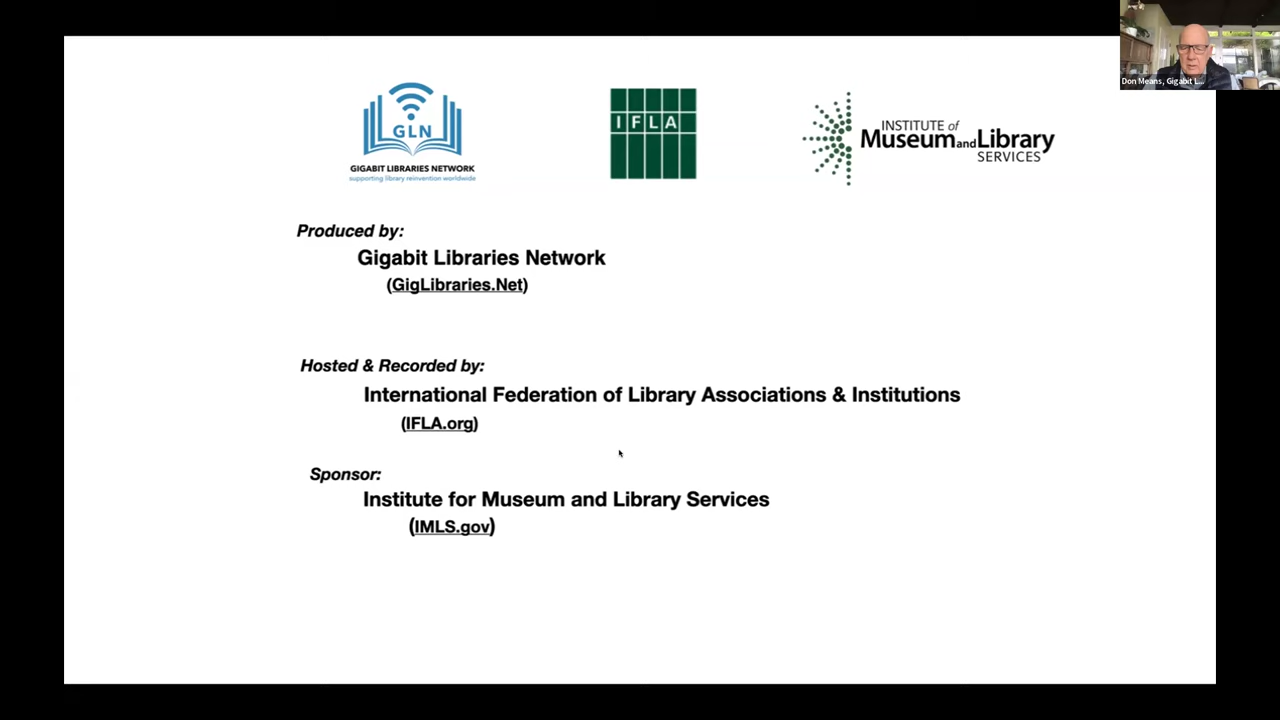 Don Means, Gigabit L...
GLN
GIGABIT LIBRARIES NETWORK
supporting library reinvention worldwide
IFLA
INSTITUTE of
Museum and Library
SERVICES
Produced by:
Gigabit Libraries Network
(GigLibraries.Net)
Hosted & Recorded by:
International Federation of Library Associations & Institutions
(IFLA.org)
Sponsor:
Institute for Museum and Library Services
(IMLS.gov)